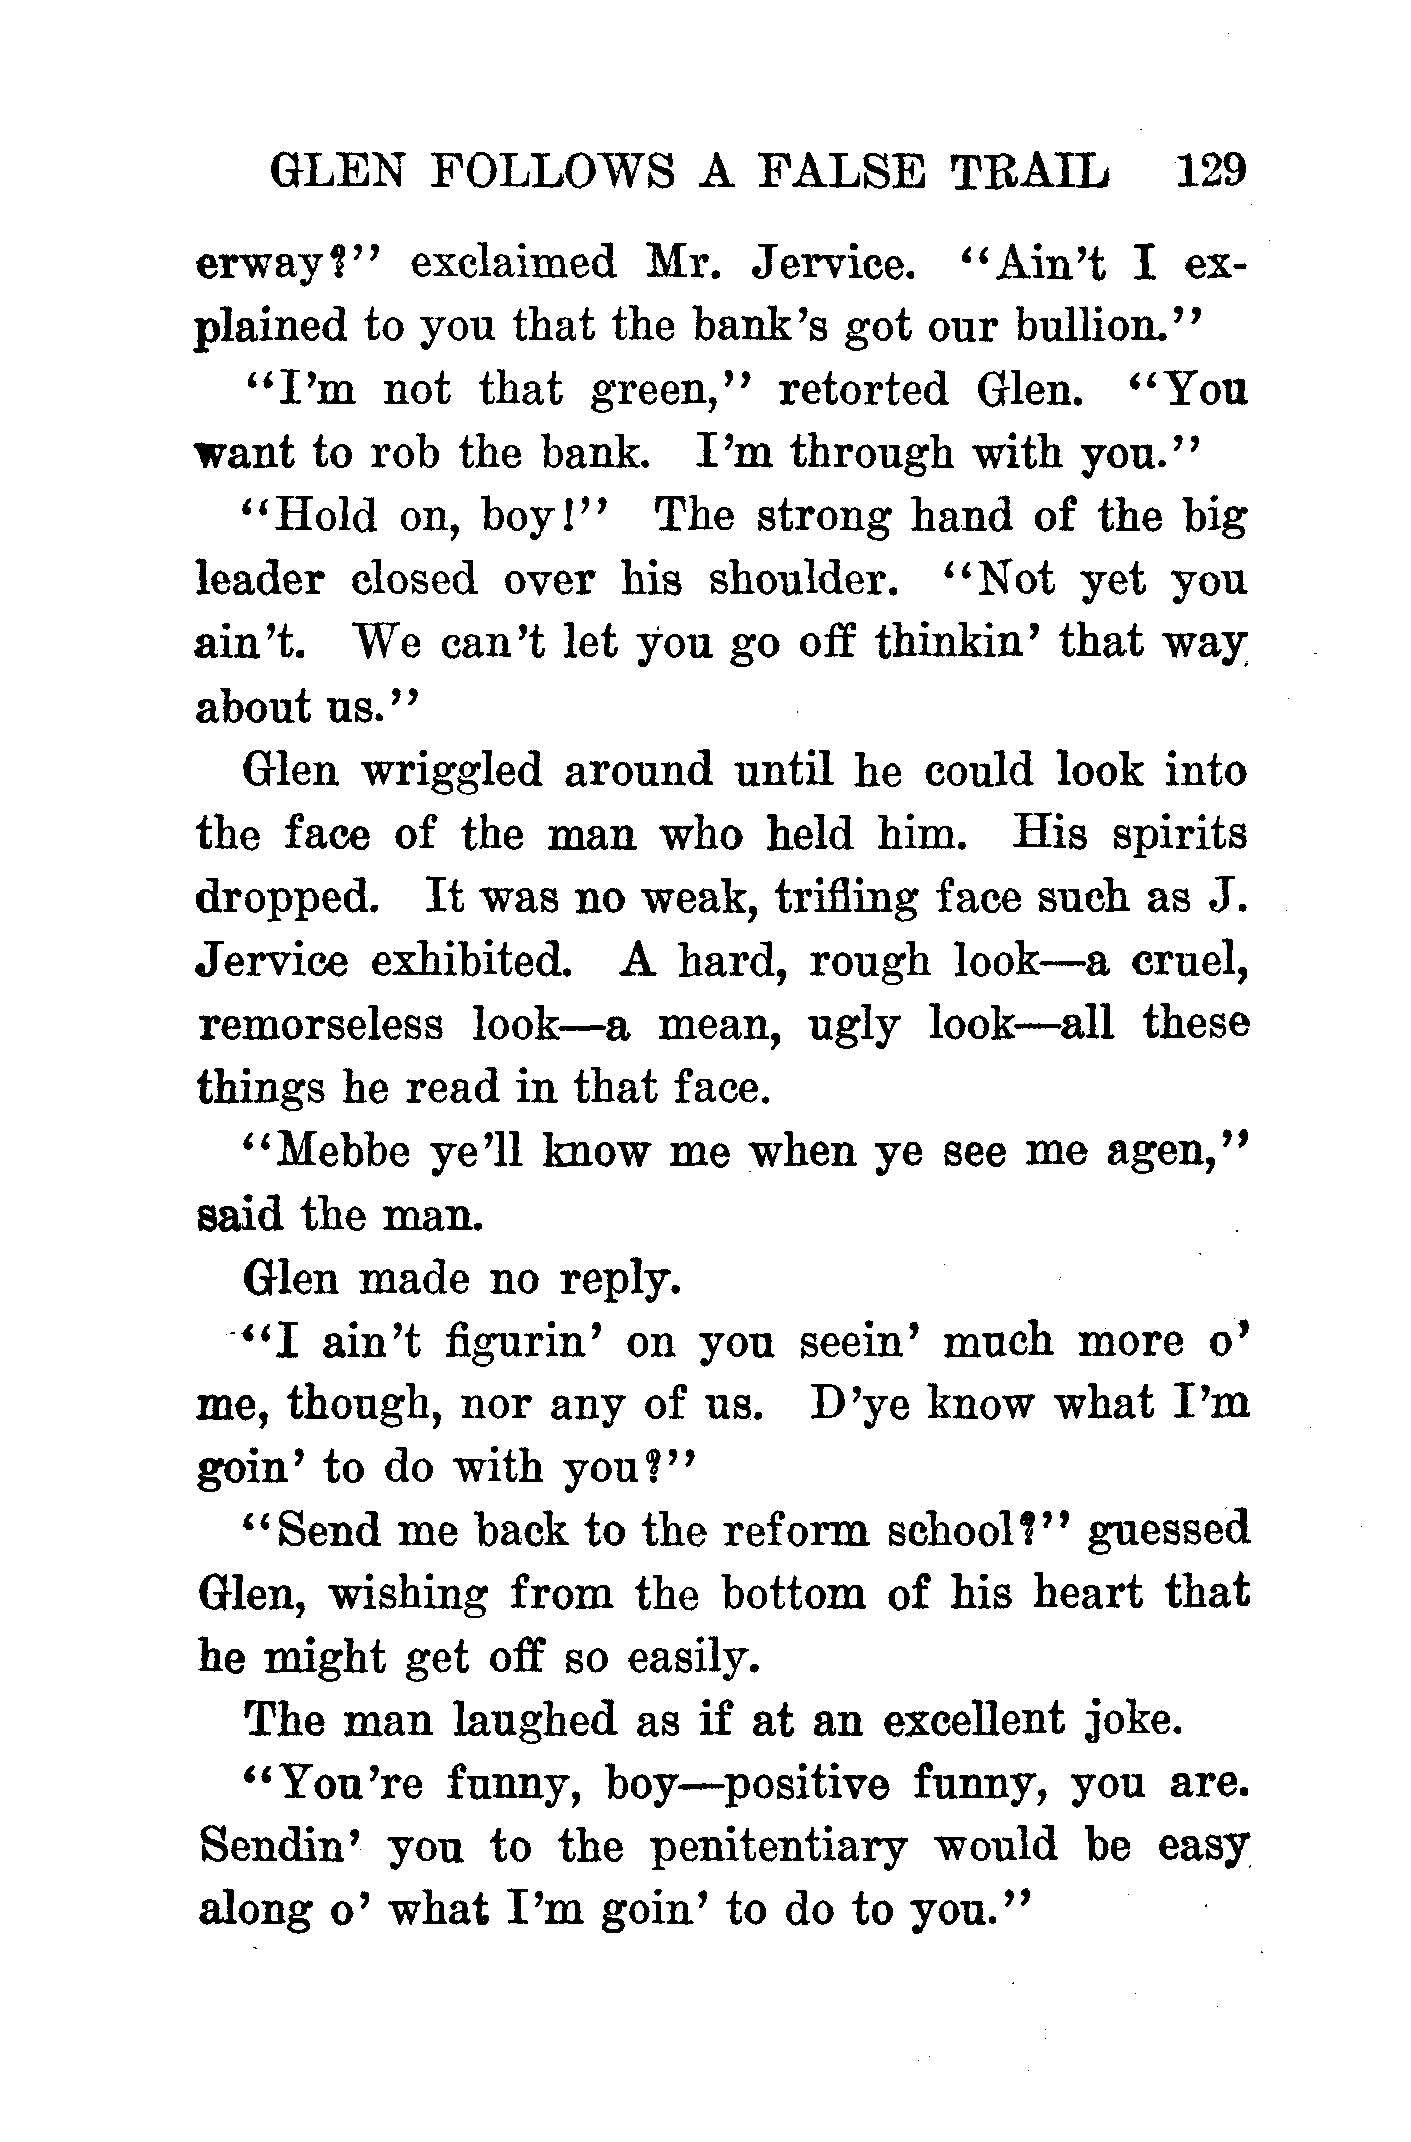 GLEN FOLLOWS A FALSE TRAIL 129
erway?" exclaimed Mr. Jervice. "Ain't I ex-
plained to you that the bank's got our bullion."
"I'm not that green," retorted Glen. "You
want to rob the bank. I'm through with you."
"Hold on, boy!" The strong hand of the big
leader closed over his shoulder. "Not yet you
ain't. We can't let you go off thinkin' that way
about us."
Glen wriggled around until he could look into
the face of the man who held him. His spirits
dropped. It was no weak, trifling face such as J.
Jervice exhibited. A hard, rough look—a cruel,
remorseless look—a mean, ugly look—all these
things he read in that face.
"Mebbe ye'll know me when ye see me agen,"
said the man.
Glen made no reply.
"I ain't figurin' on you seein' much more o'
me, though, nor any of us. D'ye know what I'm
goin' to do with you?"
"Send me back to the reform school?" guessed
Glen, wishing from the bottom of his heart that
he might get off so easily.
The man laughed as if at an excellent joke.
"You're funny, boy—positive funny, you are.
Sendin' you to the penitentiary would be easy
along o' what I'm goin' to do to you."